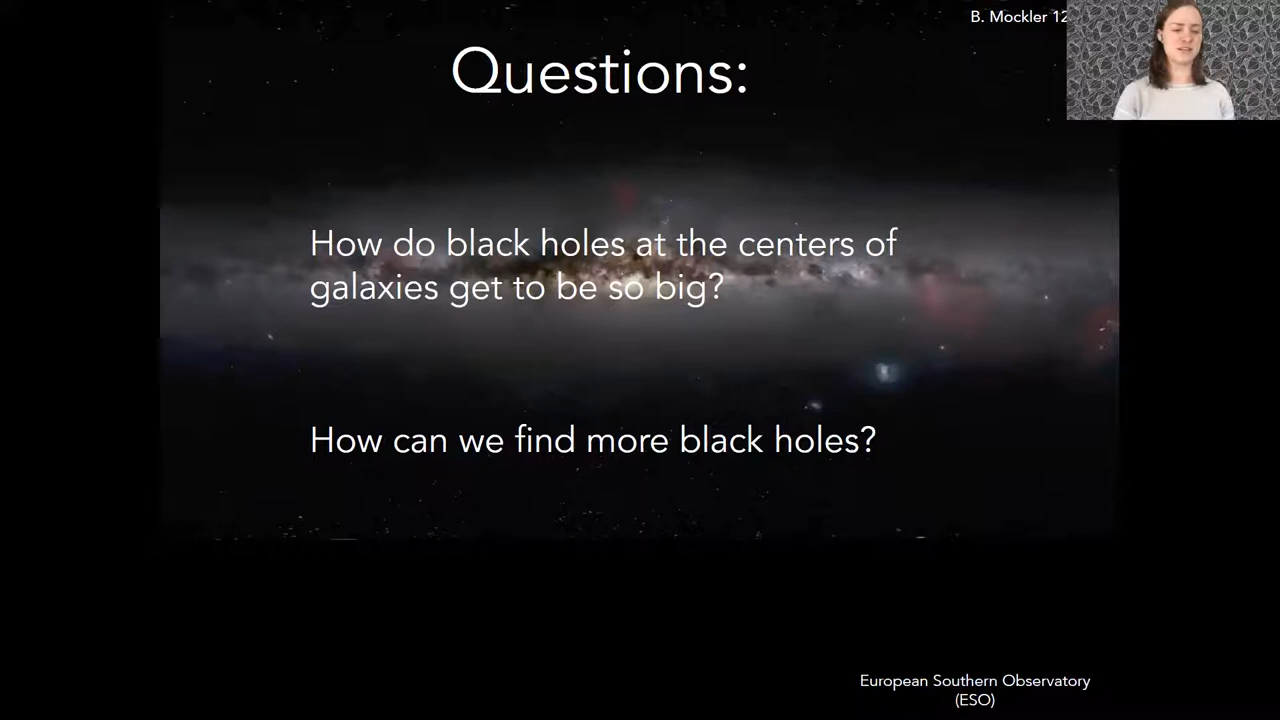 B. Mockler 12
Questions:
How do black holes at the centers of
galaxies get to be so big?
How can we find more black holes?
European Southern Observatory
(ESO)